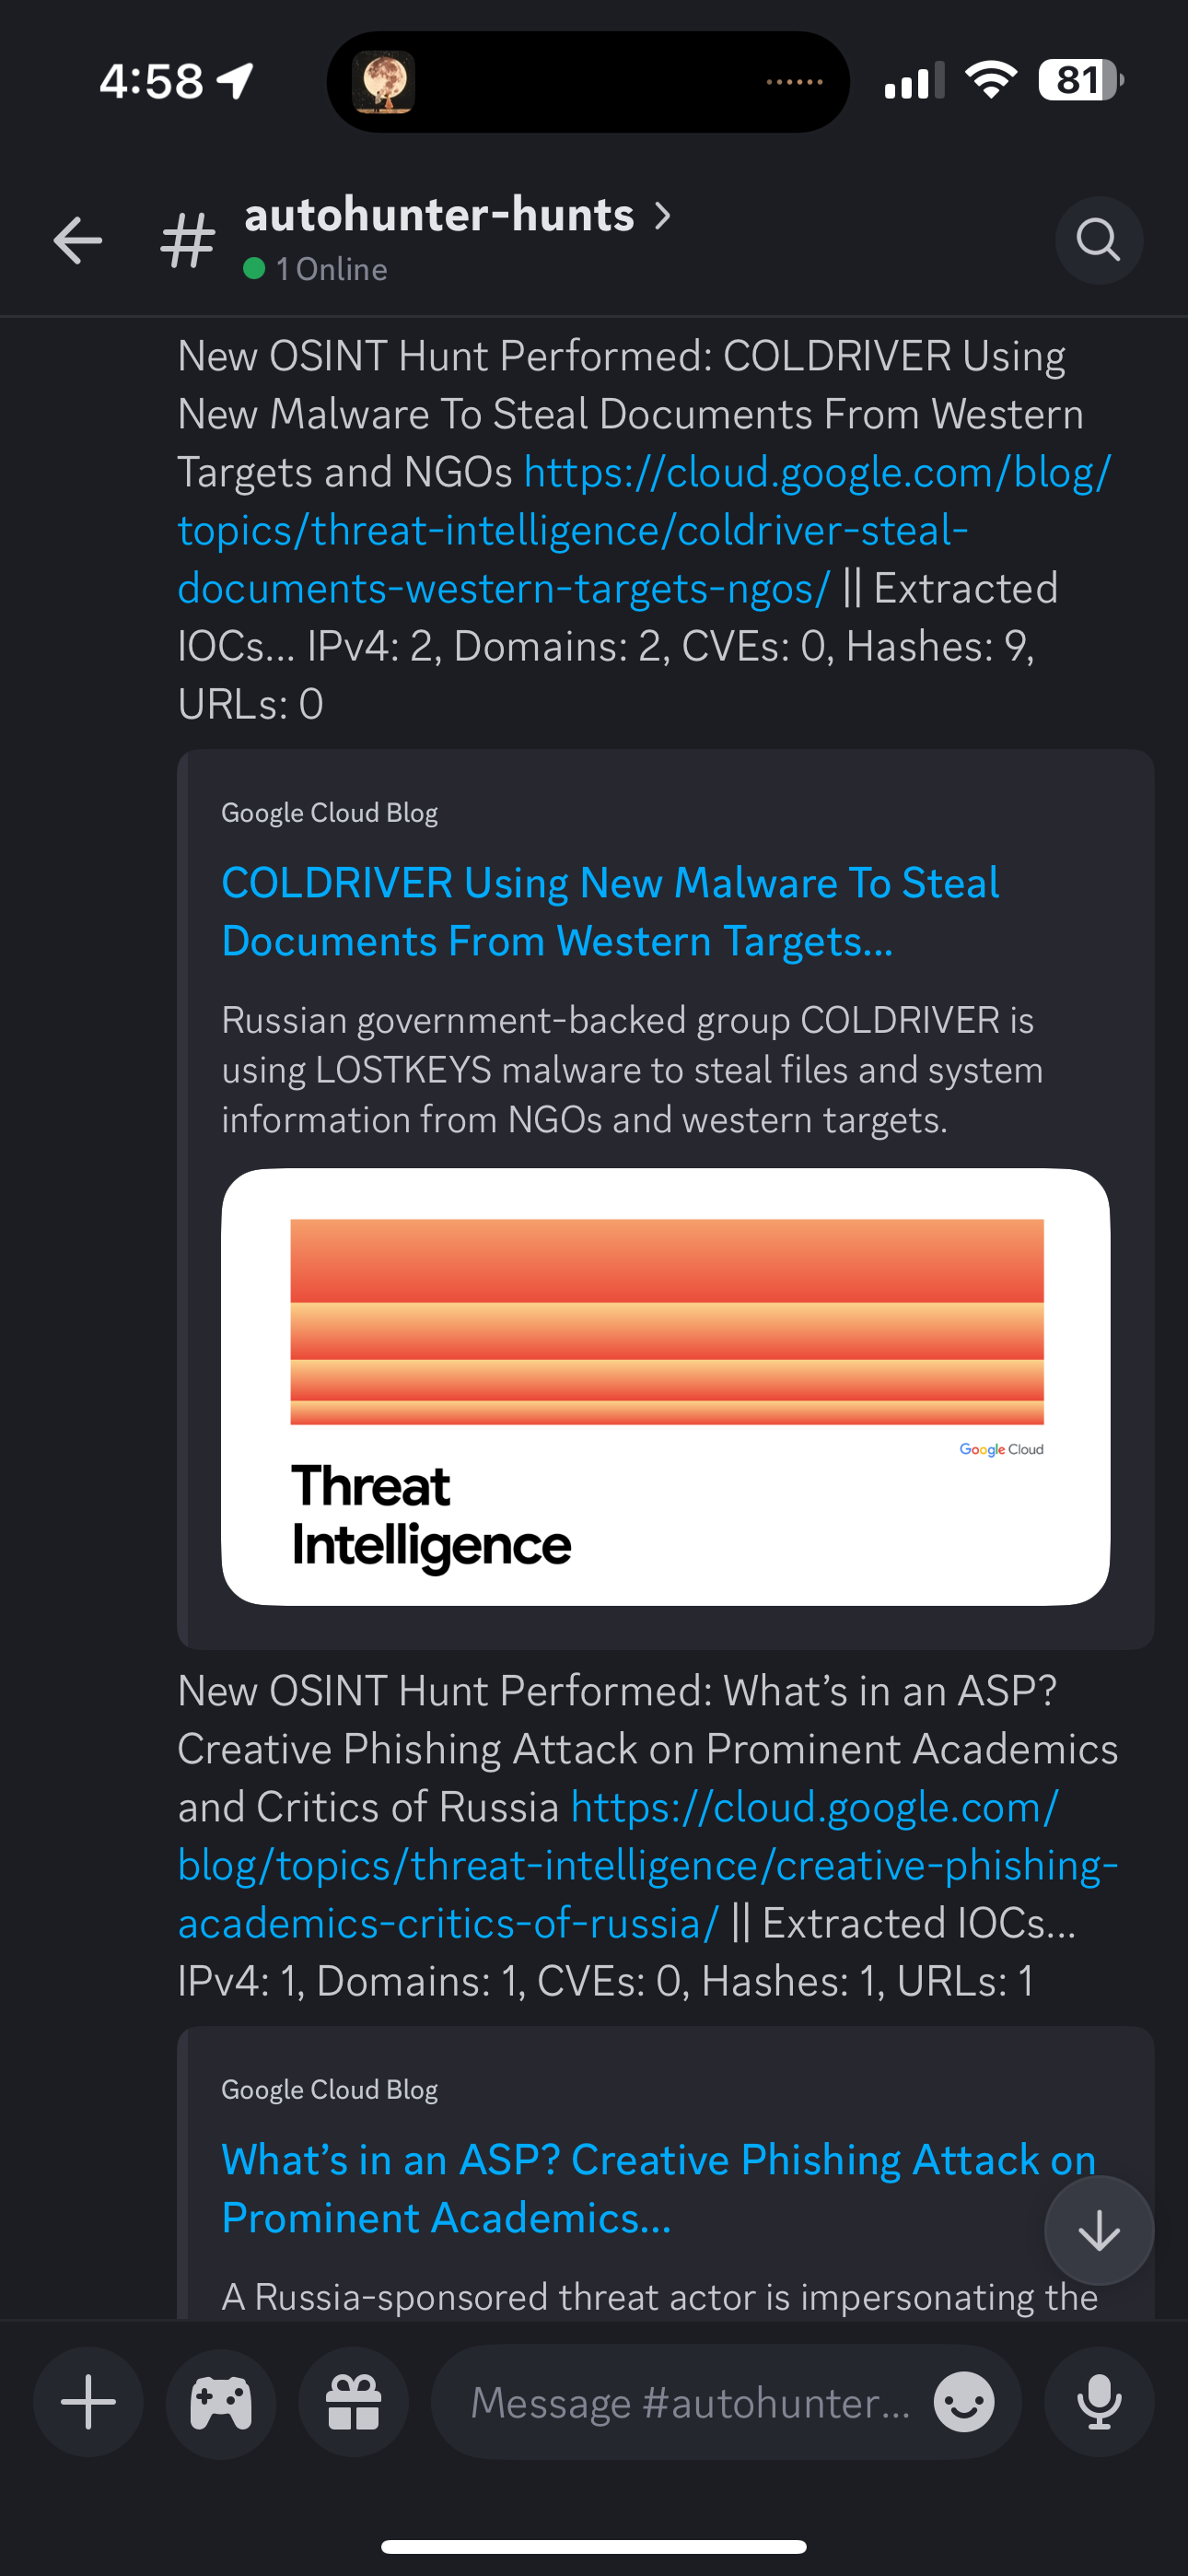 4:58
81
# autohunter-hunts
1 Online
New OSINT Hunt Performed: COLDRIVER Using
New Malware To Steal Documents From Western
Targets and NGOs https://cloud.google.com/blog/
topics/threat-intelligence/coldriver-steal-
documents-western-targets-ngos/ || Extracted
IOCs... IPv4: 2, Domains: 2, CVEs: 0, Hashes: 9,
URLs: 0
Google Cloud Blog
COLDRIVER Using New Malware To Steal
Documents From Western Targets...
Russian government-backed group COLDRIVER is
using LOSTKEYS malware to steal files and system
information from NGOs and western targets.
Google Cloud
Threat
Intelligence
New OSINT Hunt Performed: What’s in an ASP?
Creative Phishing Attack on Prominent Academics
and Critics of Russia https://cloud.google.com/
blog/topics/threat-intelligence/creative-phishing-
academics-critics-of-russia/ || Extracted IOCs...
IPv4: 1, Domains: 1, CVEs: 0, Hashes: 1, URLs: 1
Google Cloud Blog
What’s in an ASP? Creative Phishing Attack on
Prominent Academics...
A Russia-sponsored threat actor is impersonating the
Message #autohunter...